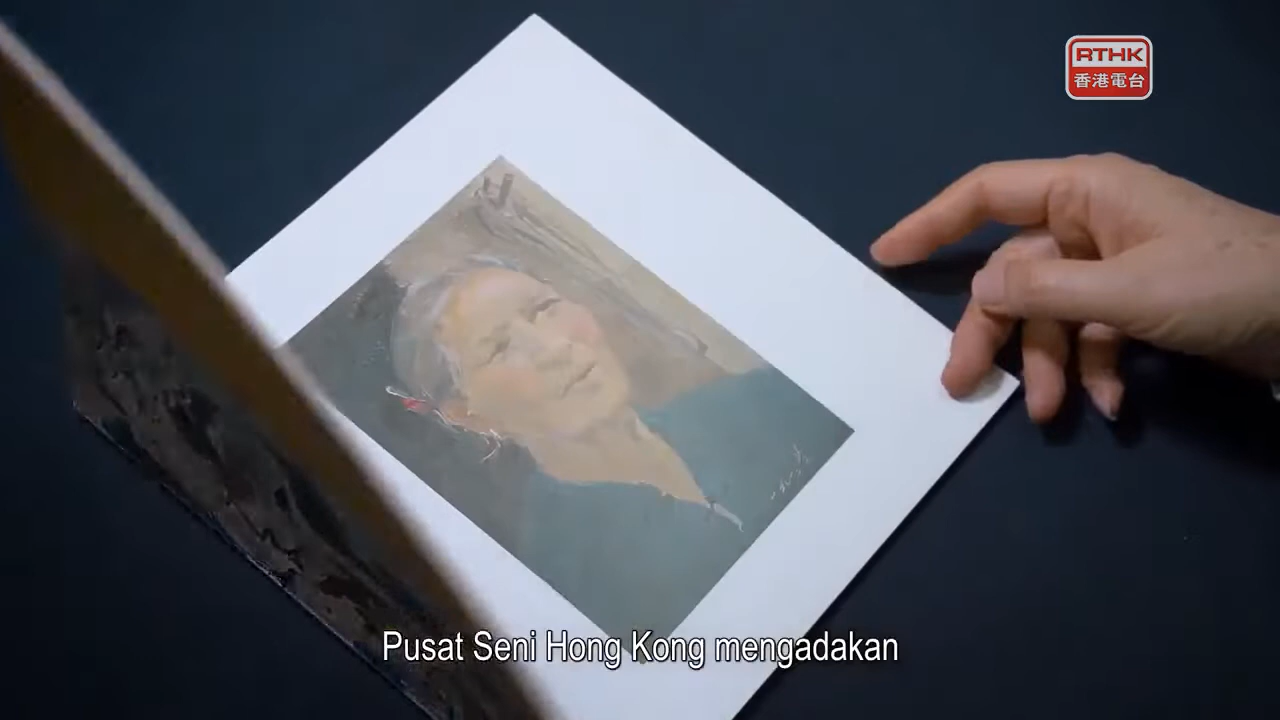 RTHK
香港電台
Pusat Seni Hong Kong mengadakan